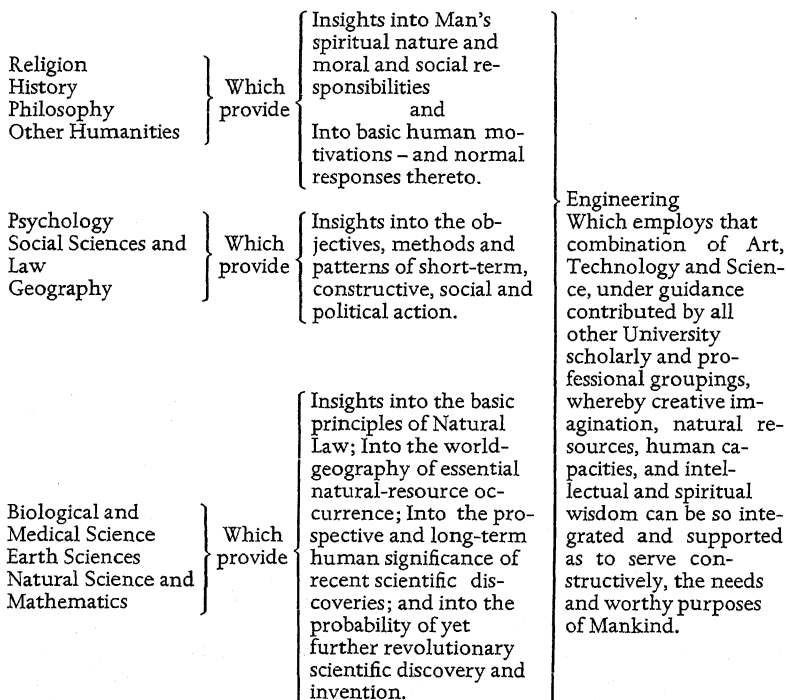 Religion
History
Philosophy
Other Humanities
Which
provide
Insights into Man's
spiritual nature and
moral and social re-
sponsibilities
and
Into basic human mo-
tivations – and normal
responses thereto.
Psychology
Social Sciences and
Law
Geography
Which
provide
Insights into the ob-
jectives, methods and
patterns of short-term,
constructive, social and
political action.
Biological and
Medical Science
Earth Sciences
Natural Science and
Mathematics
Which
provide
Insights into the basic
principles of Natural
Law; Into the world-
geography of essential
natural-resource oc-
currence; Into the pro-
spective and long-term
human significance of
recent scientific dis-
coveries; and into the
probability of yet
further revolutionary
scientific discovery and
invention.
Engineering
Which employs that
combination of Art,
Technology and Scien-
ce, under guidance
contributed by all
other University
scholarly and pro-
fessional groupings,
whereby creative im-
agination, natural re-
sources, human ca-
pacities, and intel-
lectual and spiritual
wisdom can be so inte-
grated and supported
as to serve con-
structively, the needs
and worthy purposes
of Mankind.